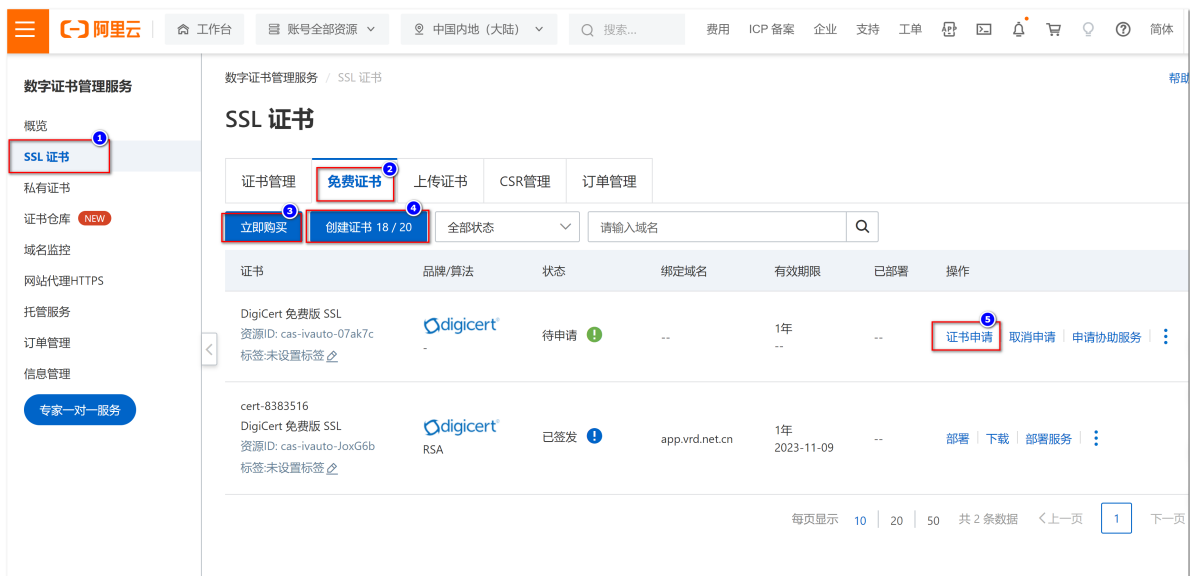 阿里云 工作台 账号全部资源 中国内地（大陆） 搜索... 费用 ICP 备案 企业 支持 工单 简体
数字证书管理服务
概览
1
SSL 证书
私有证书
证书仓库 NEW
域名监控
网站代理HTTPS
托管服务
订单管理
信息管理
专家一对一服务
数字证书管理服务 / SSL 证书 帮助
SSL 证书
证书管理 免费证书 2 上传证书 CSR管理 订单管理
立即购买 3 创建证书 18 / 20 4 全部状态 请输入域名
证书 品牌/算法 状态 绑定域名 有效期限 已部署 操作
DigiCert 免费版 SSL
资源ID: cas-ivauto-07ak7c
标签:未设置标签
digicert
-
待申请
--
1年
--
--
5
证书申请 取消申请 申请协助服务
cert-8383516
DigiCert 免费版 SSL
资源ID: cas-ivauto-JoxG6b
标签:未设置标签
digicert
RSA
已签发
app.vrd.net.cn
1年
2023-11-09
--
部署 下载 部署服务
每页显示 10 20 50 共 2 条数据 上一页 1 下一页